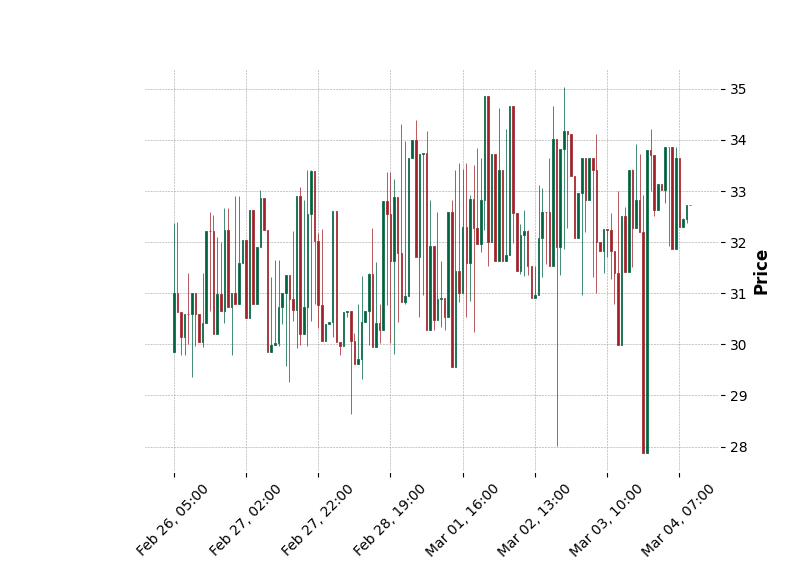 35
34
33
32
31
30
29
28
Price
Feb 26, 05:00
Feb 27, 02:00
Feb 27, 22:00
Feb 28, 19:00
Mar 01, 16:00
Mar 02, 13:00
Mar 03, 10:00
Mar 04, 07:00